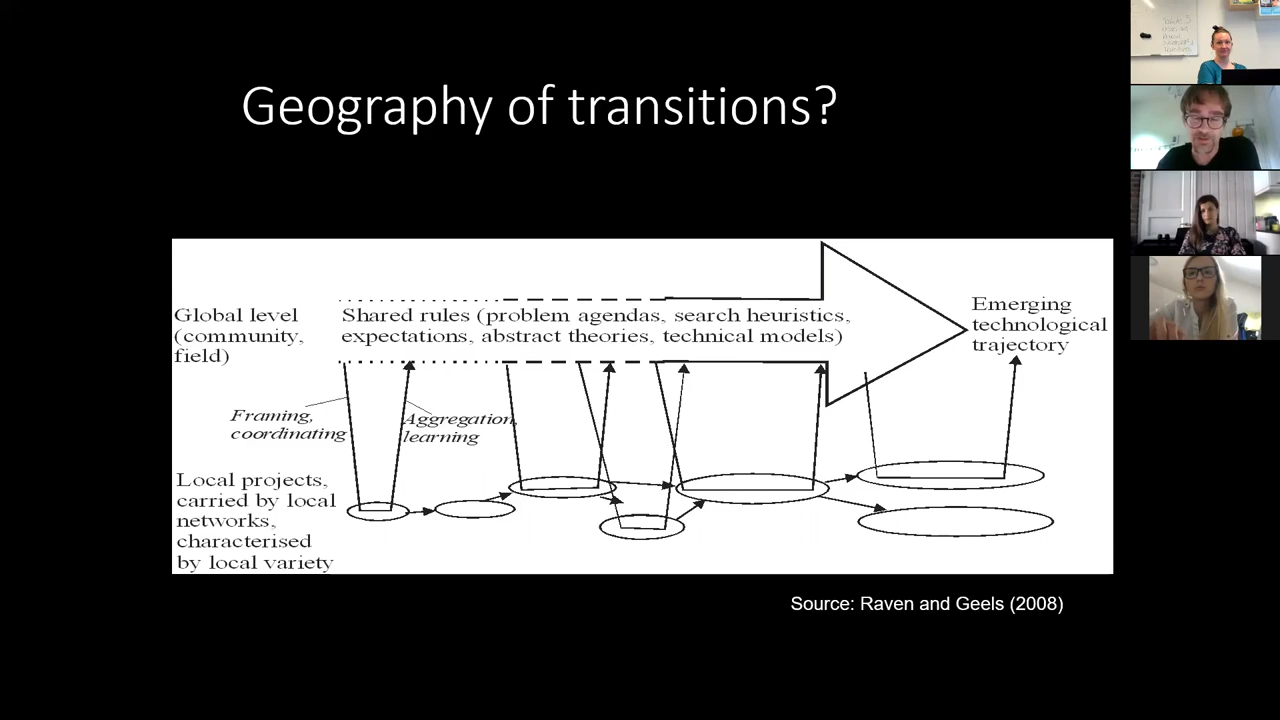 Geography of transitions?
Global level
(community,
field)
Shared rules (problem agendas, search heuristics,
expectations, abstract theories, technical models)
Emerging
technological
trajectory
Framing,
coordinating
Aggregation,
learning
Local projects,
carried by local
networks,
characterised
by local variety
Source: Raven and Geels (2008)